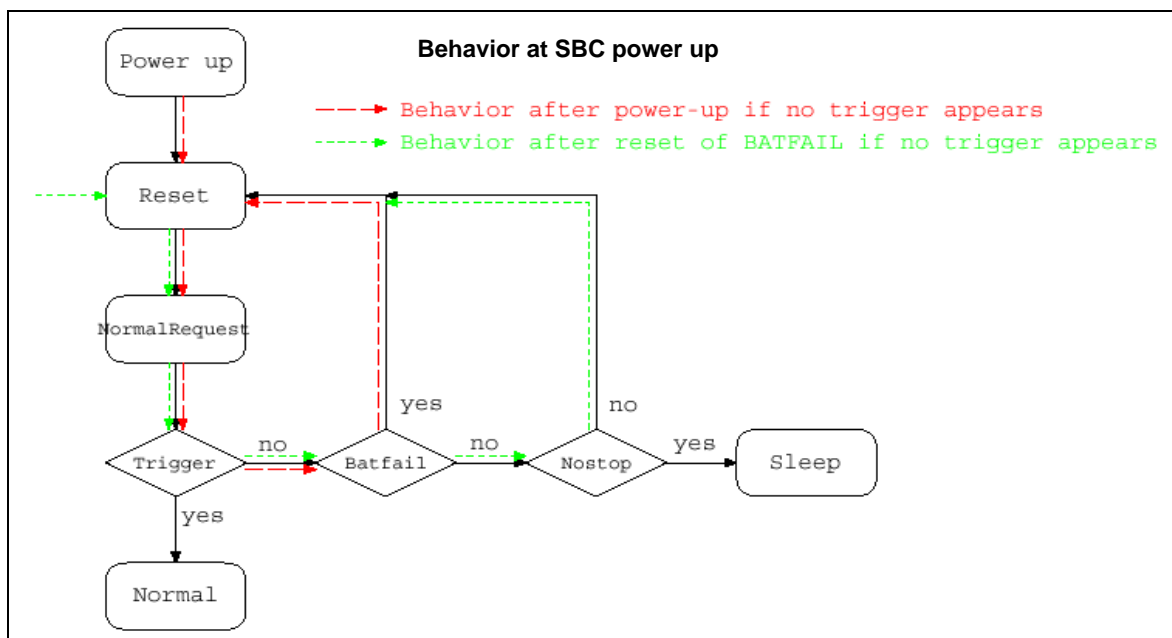 Behavior at SBC power up
Power up
Behavior after power-up if no trigger appears
Behavior after reset of BATFAIL if no trigger appears
Reset
NormalRequest
yes
no
no
no
yes
Trigger
Batfail
Nostop
Sleep
yes
Normal